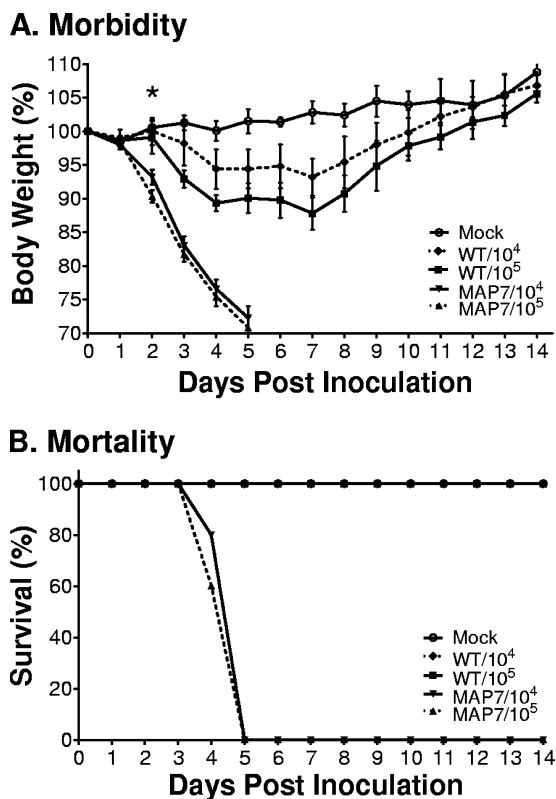 A. Morbidity
Body Weight (%)
110
105
100
95
90
85
80
75
70
*
Mock
WT/10⁴
WT/10⁵
MAP7/10⁴
MAP7/10⁵
0 1 2 3 4 5 6 7 8 9 10 11 12 13 14
Days Post Inoculation
B. Mortality
Survival (%)
100
80
60
40
20
0
Mock
WT/10⁴
WT/10⁵
MAP7/10⁴
MAP7/10⁵
0 1 2 3 4 5 6 7 8 9 10 11 12 13 14
Days Post Inoculation